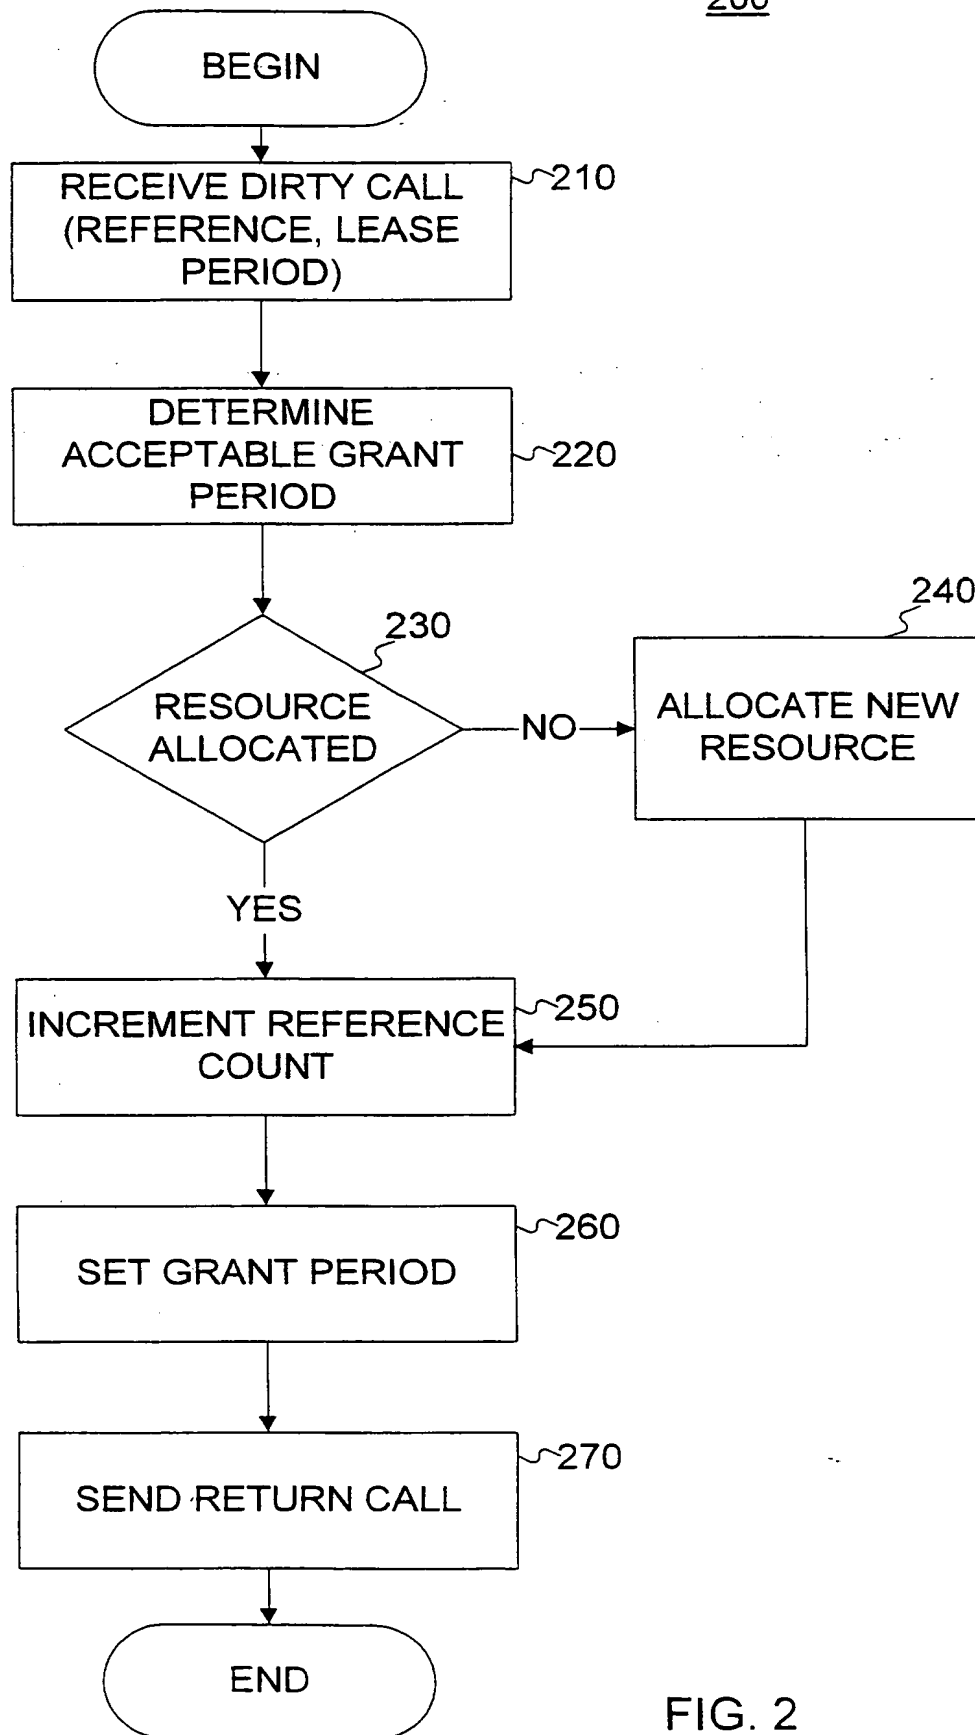 200
BEGIN
RECEIVE DIRTY CALL
(REFERENCE, LEASE
PERIOD)
210
DETERMINE
ACCEPTABLE GRANT
PERIOD
220
230
RESOURCE
ALLOCATED
NO
240
ALLOCATE NEW
RESOURCE
YES
INCREMENT REFERENCE
COUNT
250
SET GRANT PERIOD
260
SEND RETURN CALL
270
END
FIG. 2